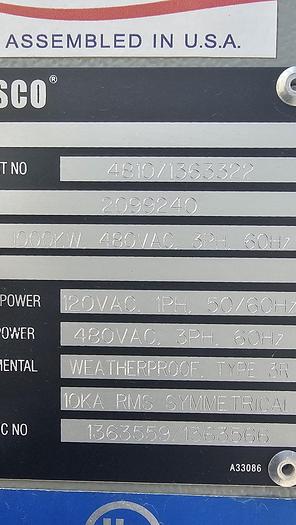 ASSEMBLED IN U.S.A.
SCO®
T NO 4810/1363322
2099240
1000KW, 480VAC, 3PH, 60Hz
POWER 120VAC, 1PH, 50/60Hz
POWER 480VAC, 3PH, 60Hz
MENTAL WEATHERPROOF, TYPE 3R
10KA RMS SYMMETRICAL
C NO 1363559,1363566
A33086